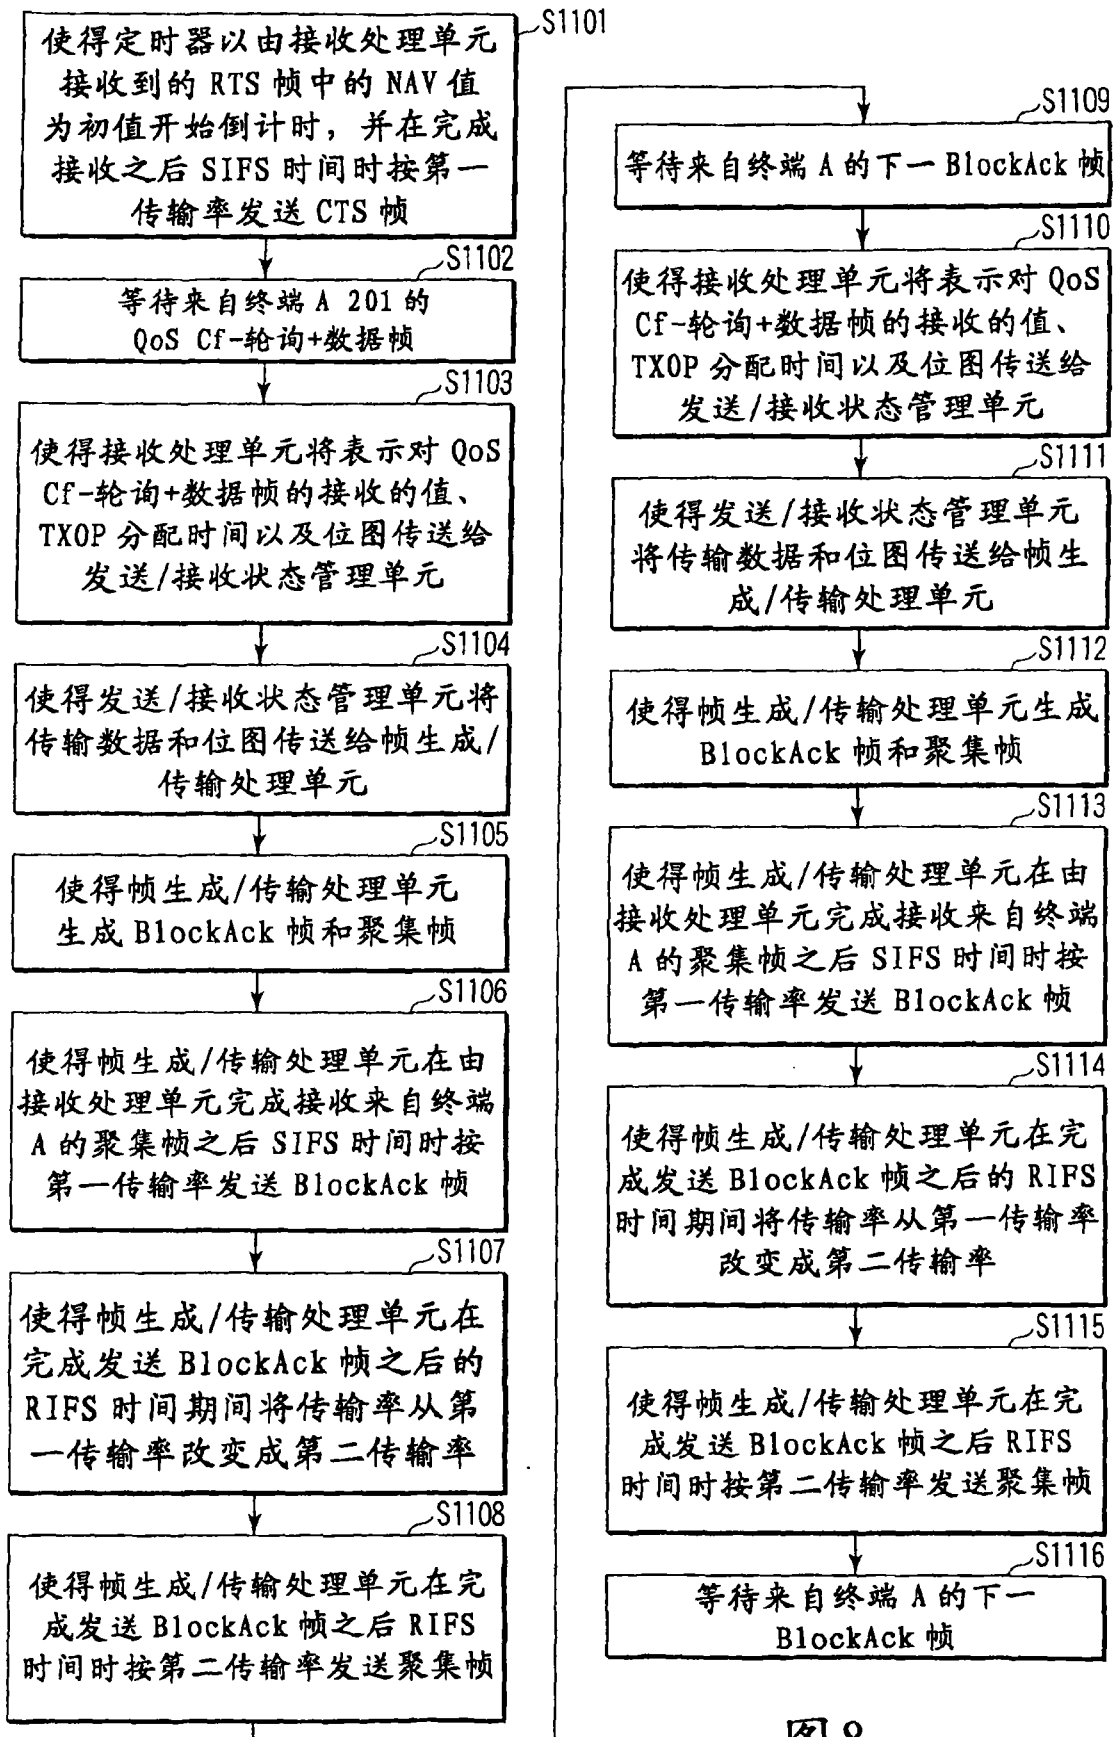 S1101
使得定时器以由接收处理单元
接收到的 RTS 帧中的 NAV 值
为初值开始倒计时，并在完成
接收之后 SIFS 时间时按第一
传输率发送 CTS 帧
S1102
等待来自终端 A 201 的
QoS Cf-轮询+数据帧
S1103
使得接收处理单元将表示对 QoS
Cf-轮询+数据帧的接收的值、
TXOP 分配时间以及位图传送给
发送/接收状态管理单元
S1104
使得发送/接收状态管理单元将
传输数据和位图传送给帧生成/
传输处理单元
S1105
使得帧生成/传输处理单元
生成 BlockAck 帧和聚集帧
S1106
使得帧生成/传输处理单元在由
接收处理单元完成接收来自终端
A 的聚集帧之后 SIFS 时间时按
第一传输率发送 BlockAck 帧
S1107
使得帧生成/传输处理单元在
完成发送 BlockAck 帧之后的
RIFS 时间期间将传输率从第
一传输率改变成第二传输率
S1108
使得帧生成/传输处理单元在完
成发送 BlockAck 帧之后 RIFS
时间时按第二传输率发送聚集帧
S1109
等待来自终端 A 的下一 BlockAck 帧
S1110
使得接收处理单元将表示对 QoS
Cf-轮询+数据帧的接收的值、
TXOP 分配时间以及位图传送给
发送/接收状态管理单元
S1111
使得发送/接收状态管理单元
将传输数据和位图传送给帧生
成/传输处理单元
S1112
使得帧生成/传输处理单元生成
BlockAck 帧和聚集帧
S1113
使得帧生成/传输处理单元在由
接收处理单元完成接收来自终端
A 的聚集帧之后 SIFS 时间时按
第一传输率发送 BlockAck 帧
S1114
使得帧生成/传输处理单元在完
成发送 BlockAck 帧之后的 RIFS
时间期间将传输率从第一传输率
改变成第二传输率
S1115
使得帧生成/传输处理单元在完
成发送 BlockAck 帧之后 RIFS
时间时按第二传输率发送聚集帧
S1116
等待来自终端 A 的下一
BlockAck 帧